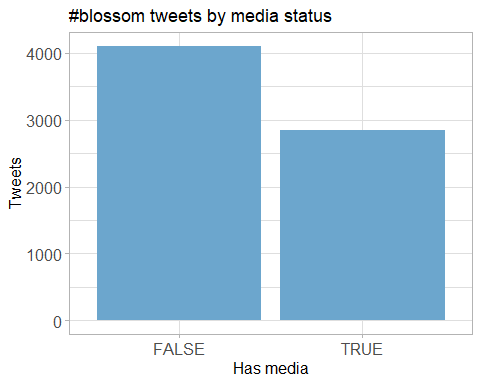 #blossom tweets by media status
Tweets
4000
3000
2000
1000
0
FALSE TRUE
Has media